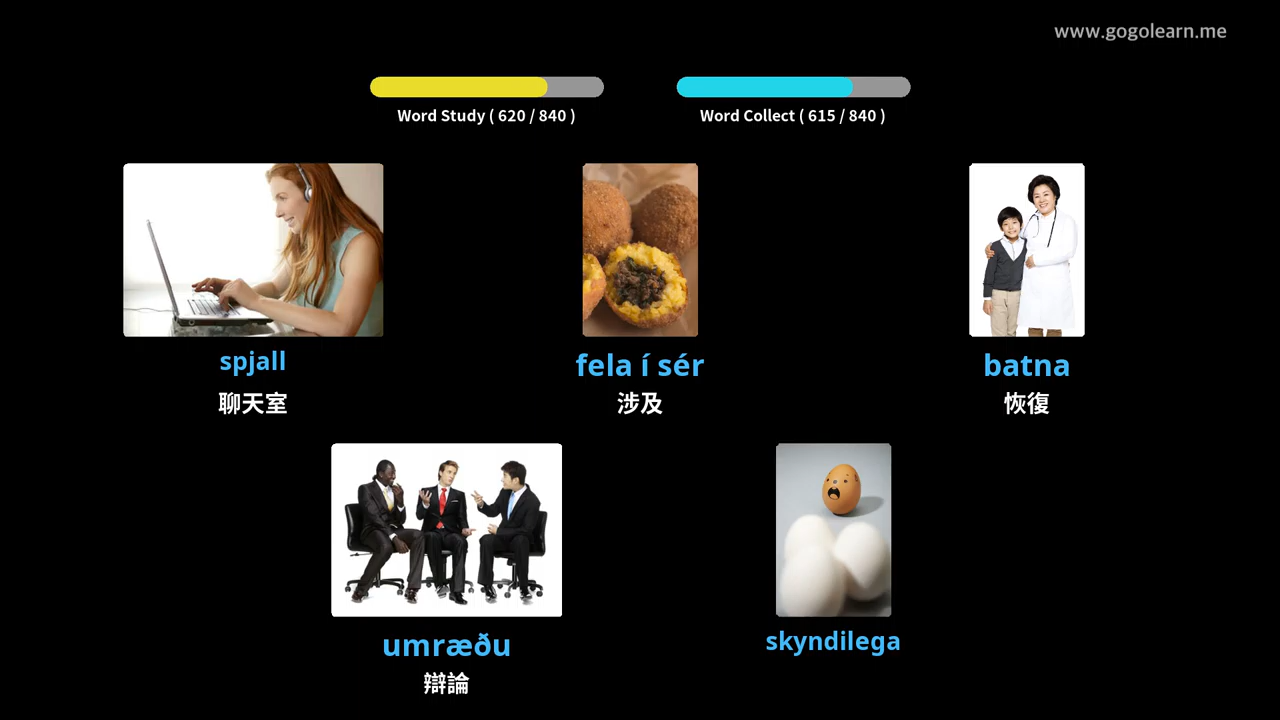 www.gogolearn.me
Word Study ( 620 / 840 )
Word Collect ( 615 / 840 )
spjall
聊天室
fela í sér
涉及
batna
恢復
umræðu
辯論
skyndilega